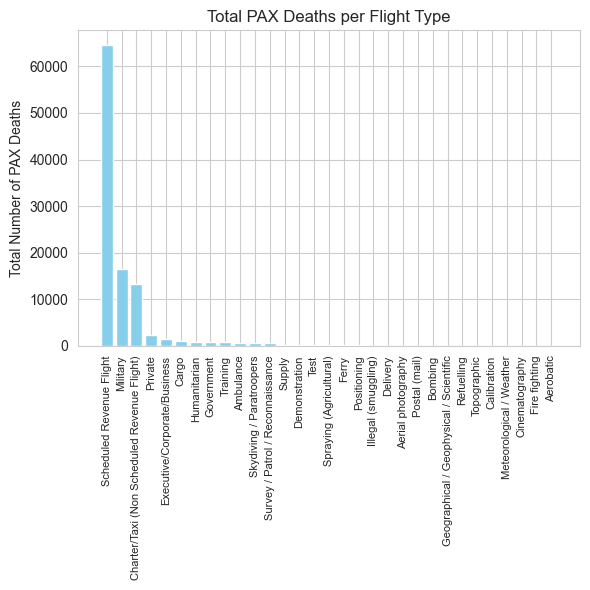 Total PAX Deaths per Flight Type
Total Number of PAX Deaths
60000
50000
40000
30000
20000
10000
0
Scheduled Revenue Flight
Military
Charter/Taxi (Non Scheduled Revenue Flight)
Private
Executive/Corporate/Business
Cargo
Humanitarian
Government
Training
Ambulance
Skydiving / Paratroopers
Survey / Patrol / Reconnaissance
Supply
Demonstration
Test
Spraying (Agricultural)
Ferry
Positioning
Illegal (smuggling)
Delivery
Aerial photography
Postal (mail)
Bombing
Geographical / Geophysical / Scientific
Refuelling
Topographic
Calibration
Meteorological / Weather
Cinematography
Fire fighting
Aerobatic